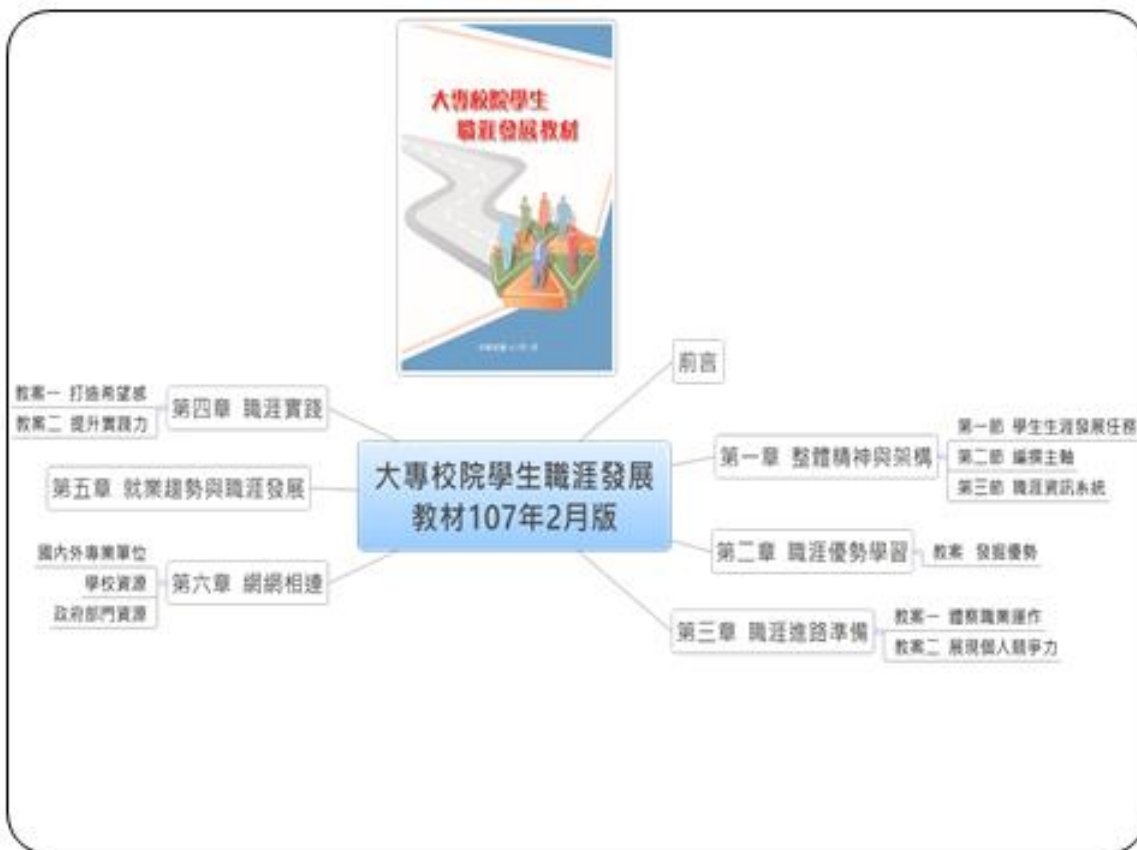 大專校院學生
職涯發展教材
前言
大專校院學生職涯發展
教材107年2月版
第一章 整體精神與架構
第一節 學生生涯發展任務
第二節 編撰主軸
第三節 職涯資訊系統
第二章 職涯優勢學習
教案 發掘優勢
第三章 職涯進路準備
教案一 體察職業運作
教案二 展現個人競爭力
第四章 職涯實踐
教案一 打造希望感
教案二 提升實踐力
第五章 就業趨勢與職涯發展
第六章 網網相連
國內外專業單位
學校資源
政府部門資源